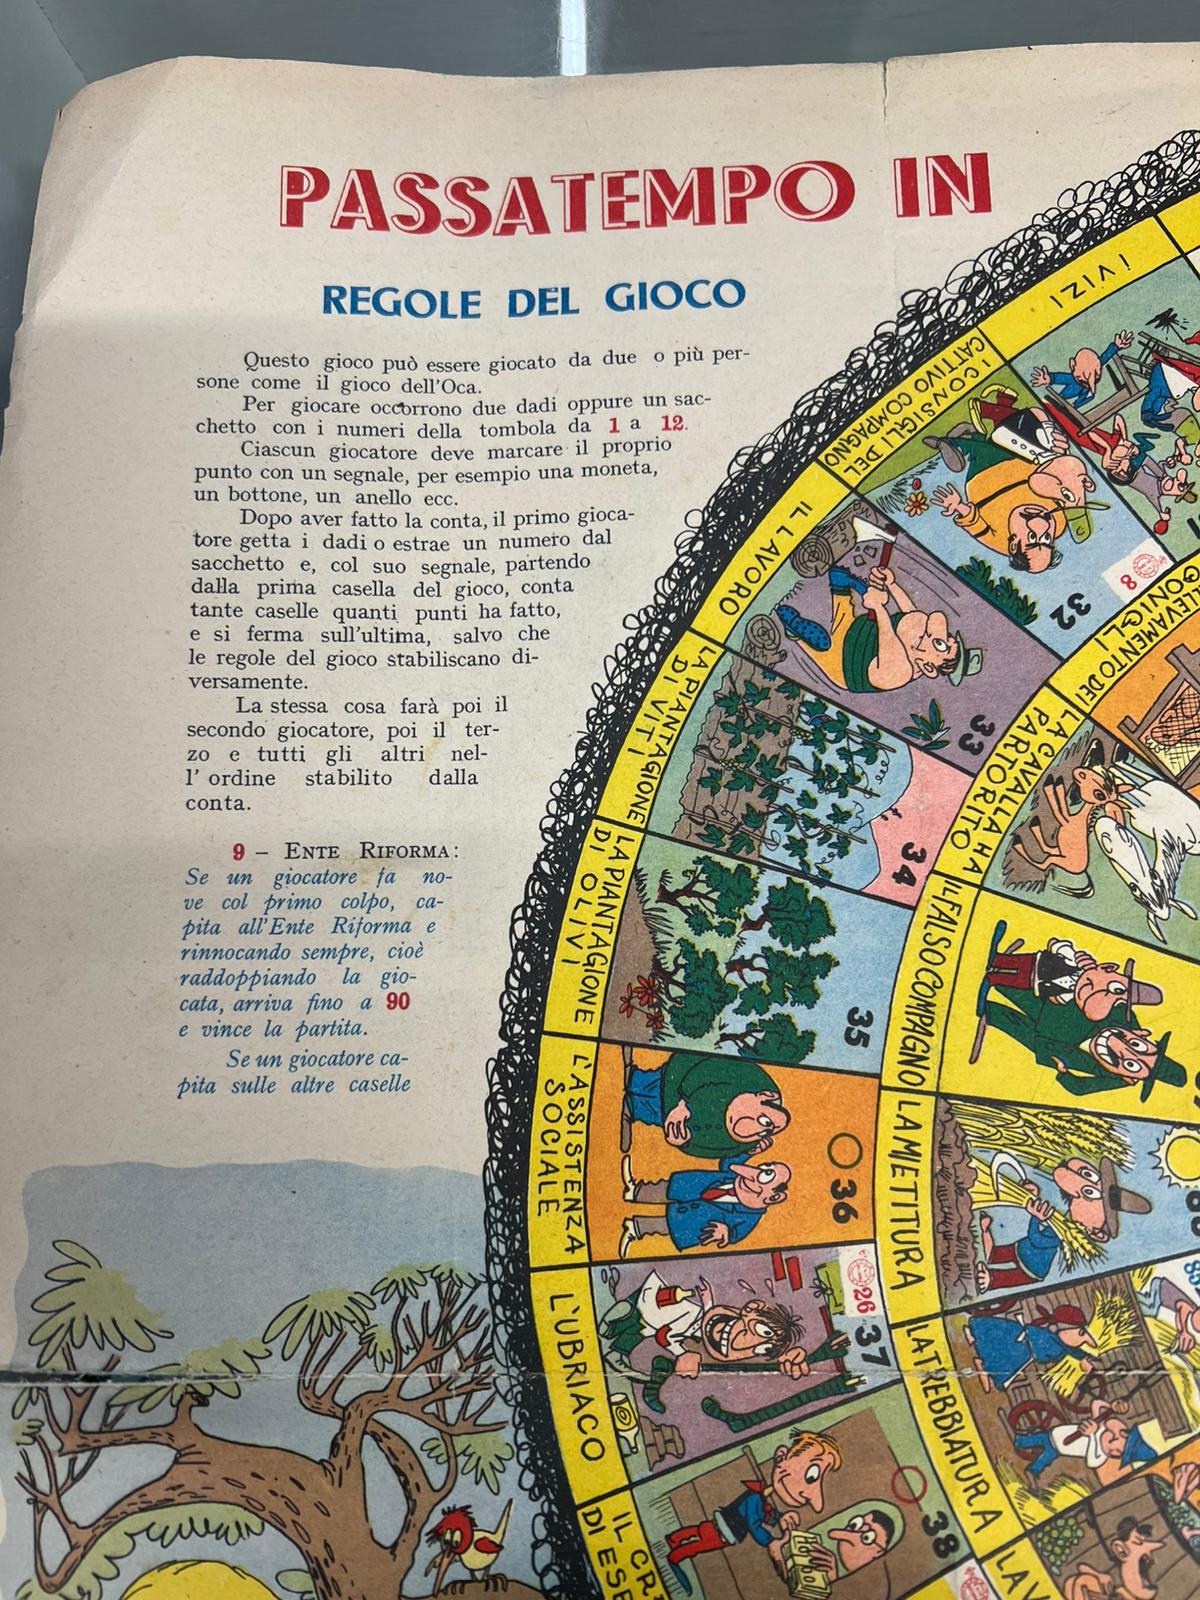 PASSATEMPO IN
REGOLE DEL GIOCO
Questo gioco può essere giocato da due o più per-
sone come il gioco dell'Oca.
Per giocare occorrono due dadi oppure un sac-
chetto con i numeri della tombola da 1 a 12.
Ciascun giocatore deve marcare il proprio
punto con un segnale, per esempio una moneta,
un bottone, un anello ecc.
Dopo aver fatto la conta, il primo gioca-
tore getta i dadi o estrae un numero dal
sacchetto e, col suo segnale, partendo
dalla prima casella del gioco, conta
tante caselle quanti punti ha fatto,
e si ferma sull'ultima, salvo che
le regole del gioco stabiliscano di-
versamente.
La stessa cosa farà poi il
secondo giocatore, poi il ter-
zo e tutti gli altri nel-
l'ordine stabilito dalla
conta.
9 – ENTE RIFORMA:
Se un giocatore fa no-
ve col primo colpo, ca-
pita all'Ente Riforma e
rinnocando sempre, cioè
raddoppiando la gio-
cata, arriva fino a 90
e vince la partita.
Se un giocatore ca-
pita sulle altre caselle
I VIZI
I CONSIGLI DEL
CATTIVO COMPAGNO
8
32
IL LAVORO
33
LA PIANTAGIONE
DI VITI
34
LA PIANTAGIONE
DI OLIVI
35
L'ASSISTENZA
SOCIALE
36
L'UBRIACO
26
37
38
IL CRE
DI ESE
LEVAMENTO DEI
CONIGLI
LA CAVALLA HA
PARTORITO
IL FALSO COMPAGNO
LA MIETITURA
LA TREBBIATURA
LA V